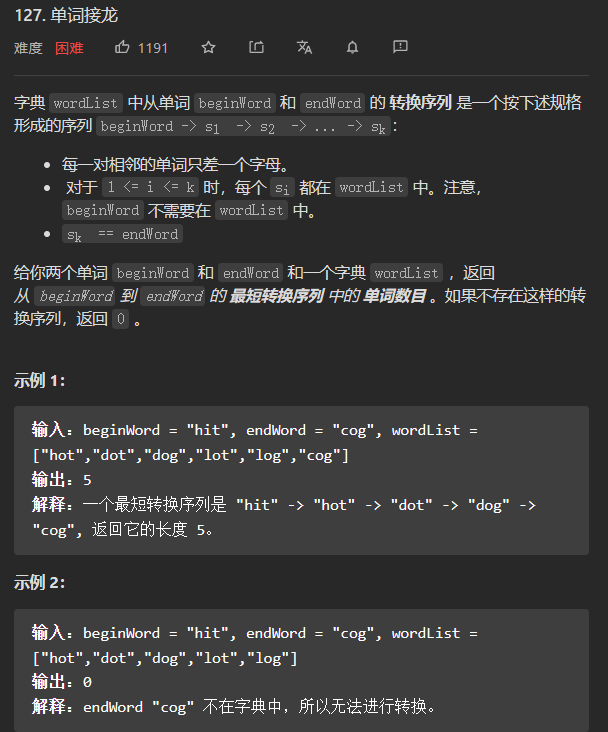 127. 单词接龙
难度 困难 1191
字典 wordList 中从单词 beginWord 和 endWord 的 转换序列 是一个按下述规格
形成的序列 beginWord -> s1 -> s2 -> ... -> sk:
每一对相邻的单词只差一个字母。
对于 1 <= i <= k 时，每个 si 都在 wordList 中。注意，
beginWord 不需要在 wordList 中。
sk == endWord
给你两个单词 beginWord 和 endWord 和一个字典 wordList ，返回
从 beginWord 到 endWord 的 最短转换序列 中的 单词数目 。如果不存在这样的转
换序列，返回 0 。
示例 1：
输入：beginWord = "hit", endWord = "cog", wordList =
["hot","dot","dog","lot","log","cog"]
输出：5
解释：一个最短转换序列是 "hit" -> "hot" -> "dot" -> "dog" ->
"cog", 返回它的长度 5。
示例 2：
输入：beginWord = "hit", endWord = "cog", wordList =
["hot","dot","dog","lot","log"]
输出：0
解释：endWord "cog" 不在字典中，所以无法进行转换。